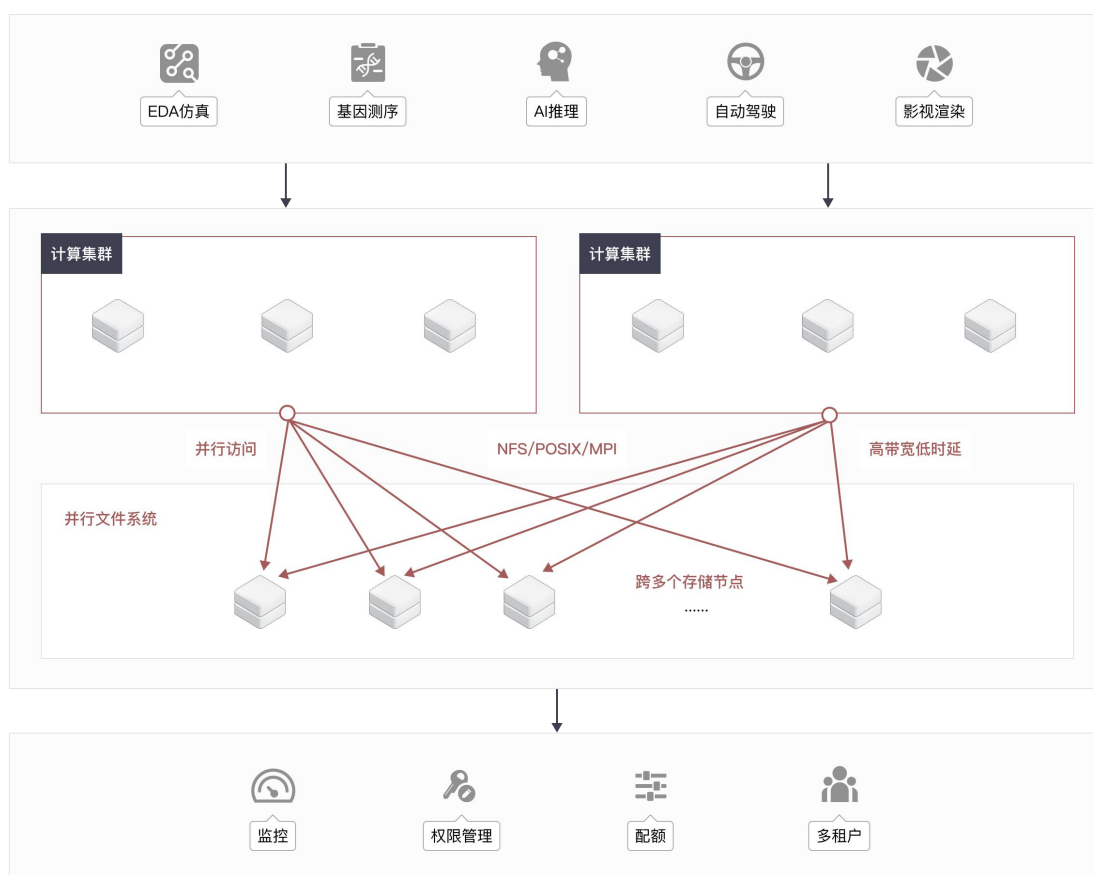 EDA仿真
基因测序
AI推理
自动驾驶
影视渲染
计算集群
计算集群
并行访问
NFS/POSIX/MPI
高带宽低时延
并行文件系统
跨多个存储节点
......
监控
权限管理
配额
多租户